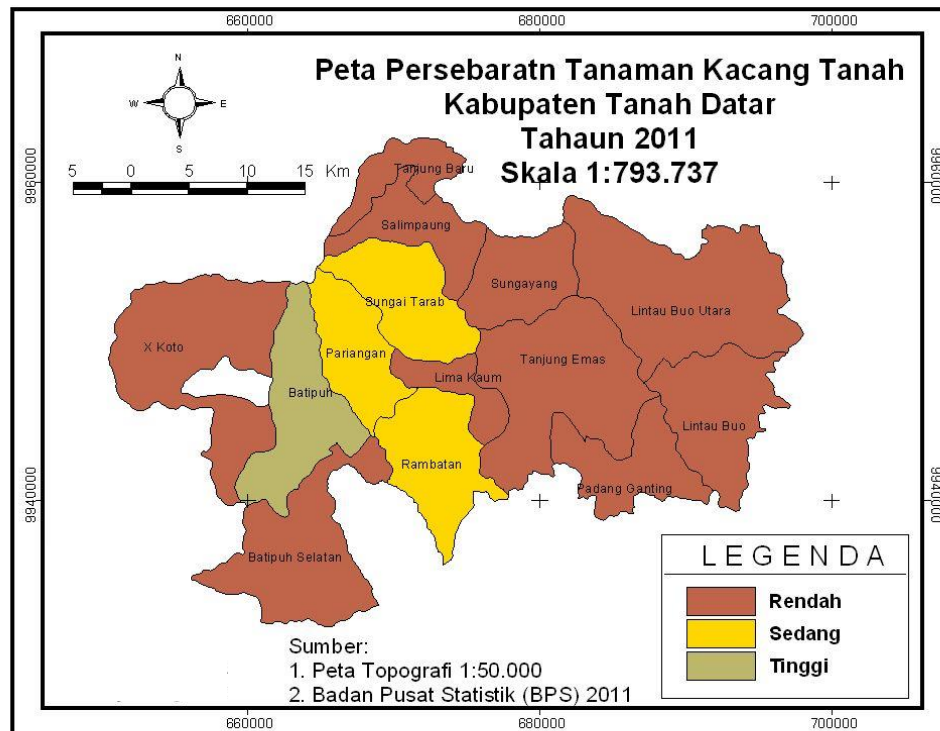 660000 680000 700000
Peta Persebaratn Tanaman Kacang Tanah
Kabupaten Tanah Datar
Tahaun 2011
Skala 1:793.737
N
W E
S
5 0 5 10 15 Km
9960000 9960000
Tanjung Baru
Salimpaung
Sungayang
Sungai Tarab
Lintau Buo Utara
X Koto
Pariangan
Tanjung Emas
Lima Kaum
Batipuh
Lintau Buo
Rambatan
Padang Ganting
9940000 9940000
Batipuh Selatan
LEGENDA
Rendah
Sedang
Tinggi
Sumber:
1. Peta Topografi 1:50.000
2. Badan Pusat Statistik (BPS) 2011
660000 680000 700000